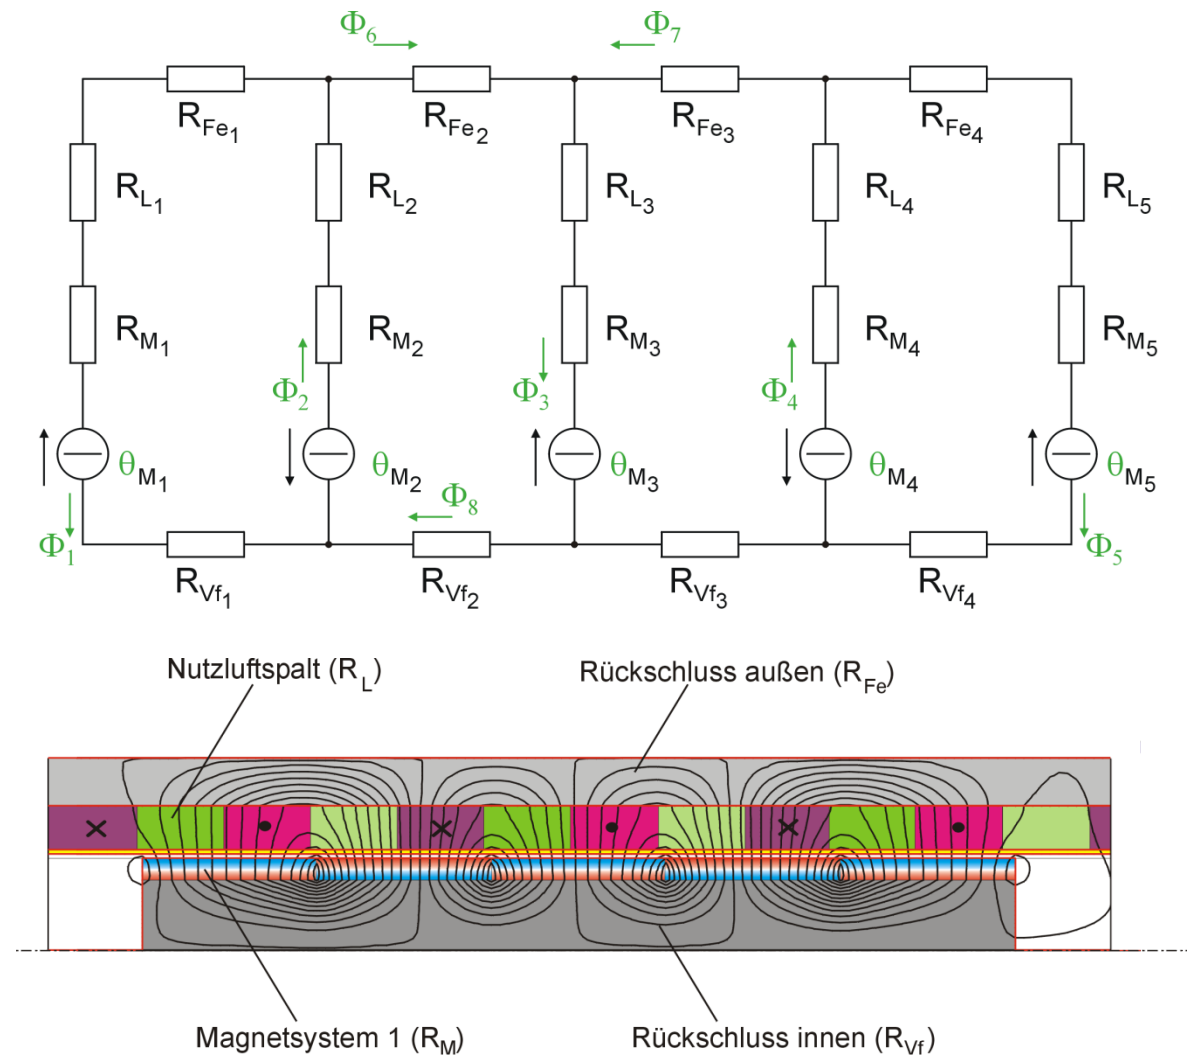 Φ6 Φ7
RFe1 RFe2 RFe3 RFe4
RL1 RL2 RL3 RL4 RL5
RM1 RM2 RM3 RM4 RM5
Φ2 Φ3 Φ4
θM1 θM2 θM3 θM4 θM5
Φ1 Φ8 Φ5
RVf1 RVf2 RVf3 RVf4
Nutzluftspalt (RL) Rückschluss außen (RFe)
Magnetsystem 1 (RM) Rückschluss innen (RVf)